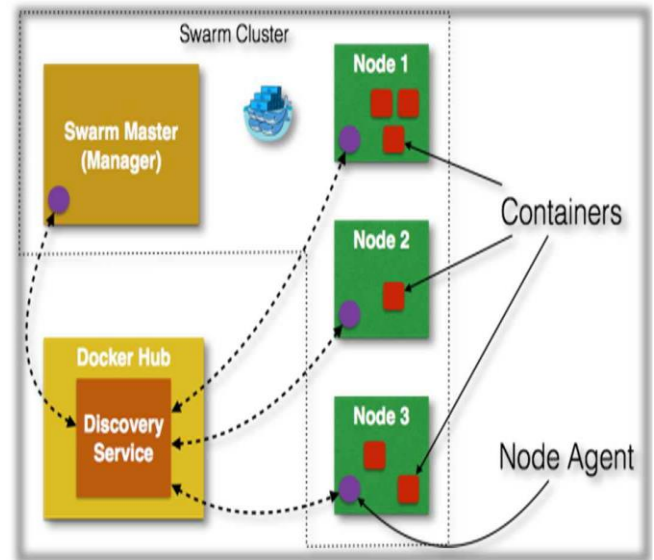 Swarm Cluster
Swarm Master
(Manager)
Node 1
Containers
Node 2
Docker Hub
Discovery
Service
Node 3
Node Agent